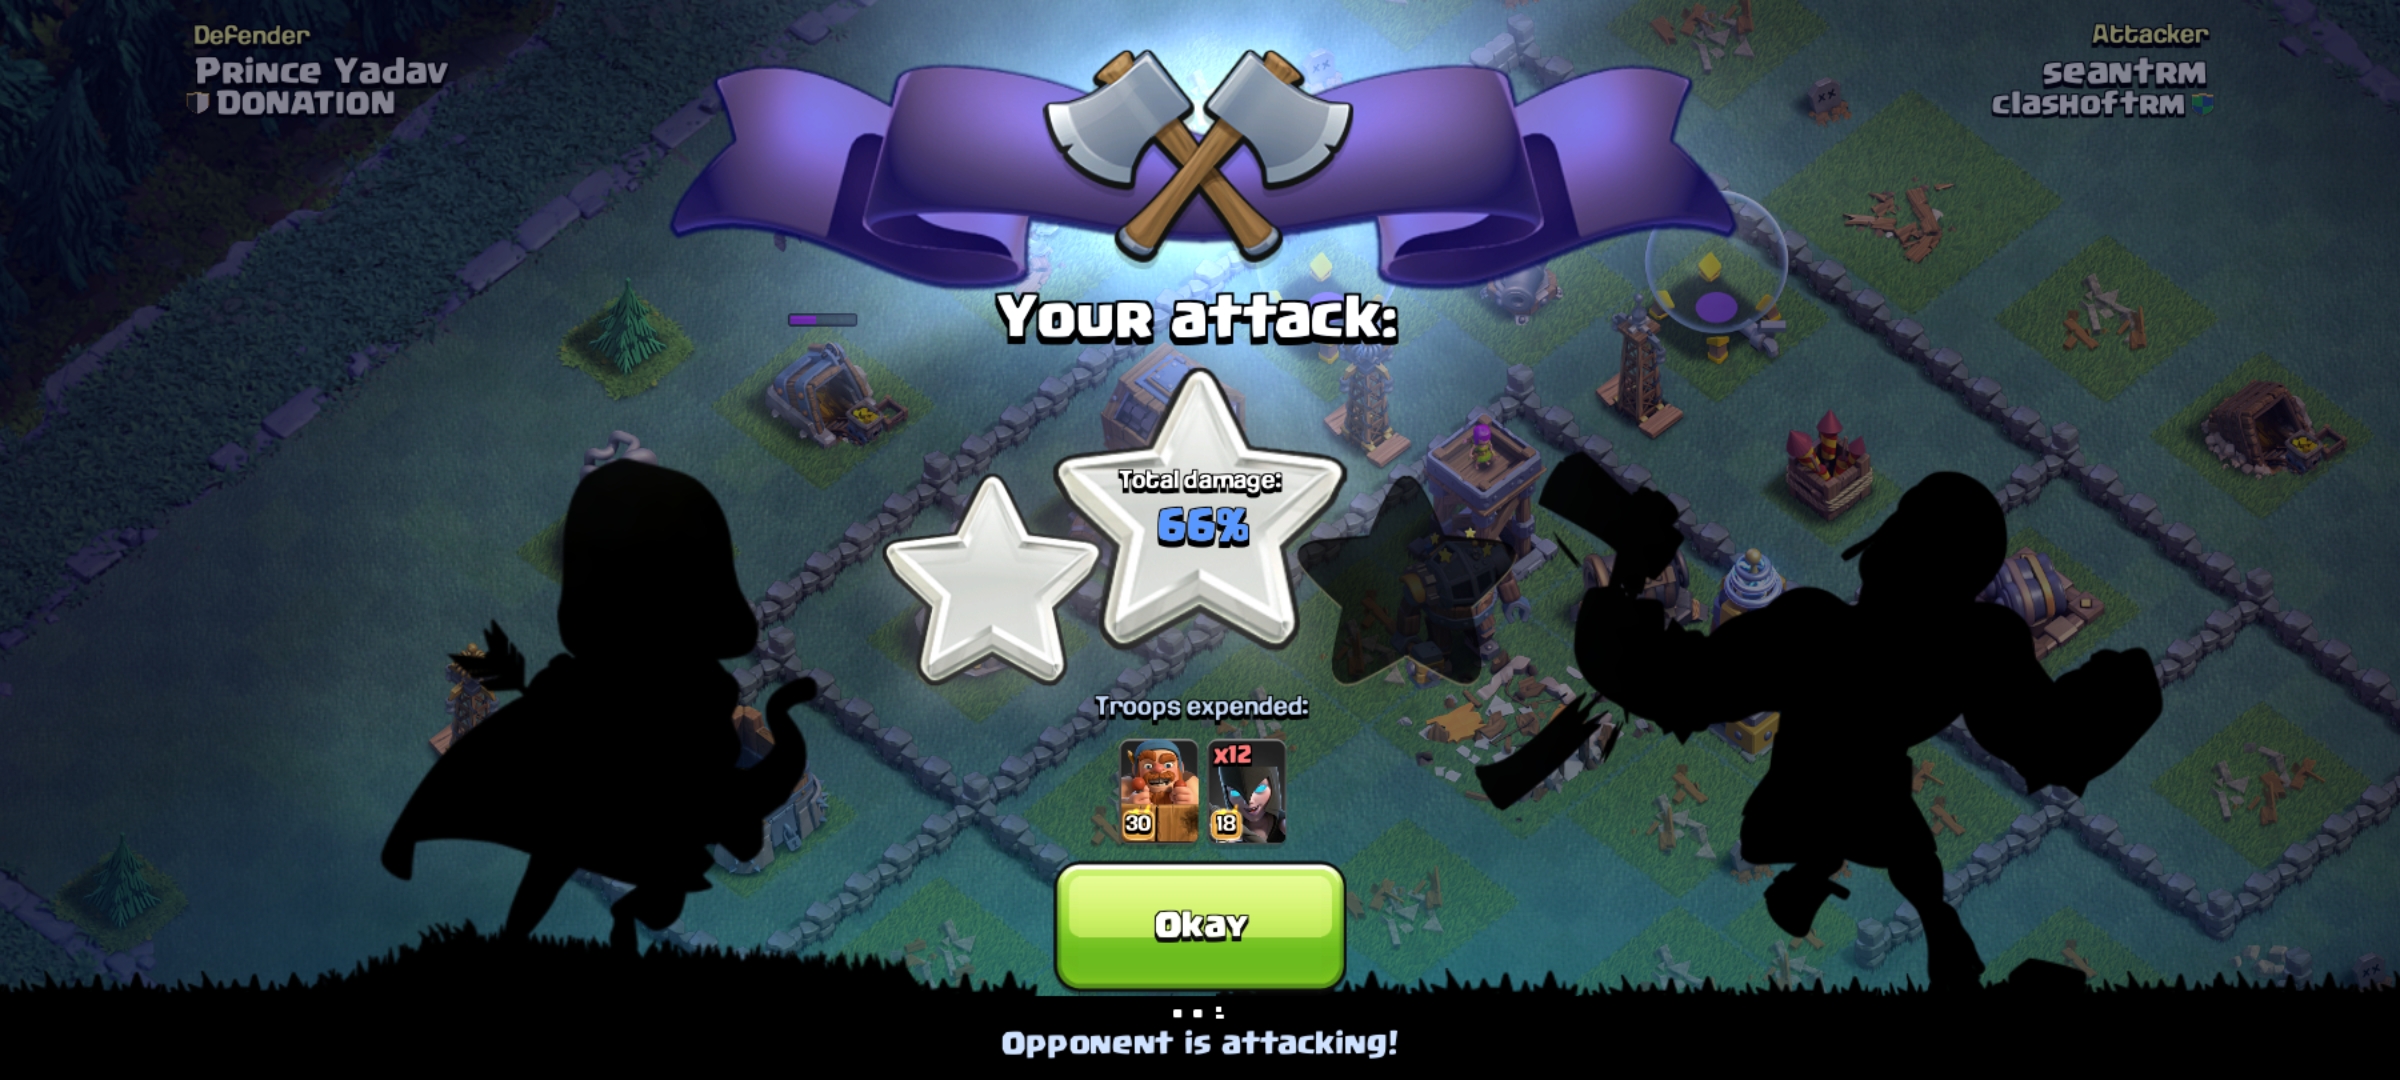 Defender
Prince Yadav
DONATION
Attacker
seantrm
clashoftrm
Your attack:
Total damage:
66%
Troops expended:
x12
30
18
Okay
Opponent is attacking!